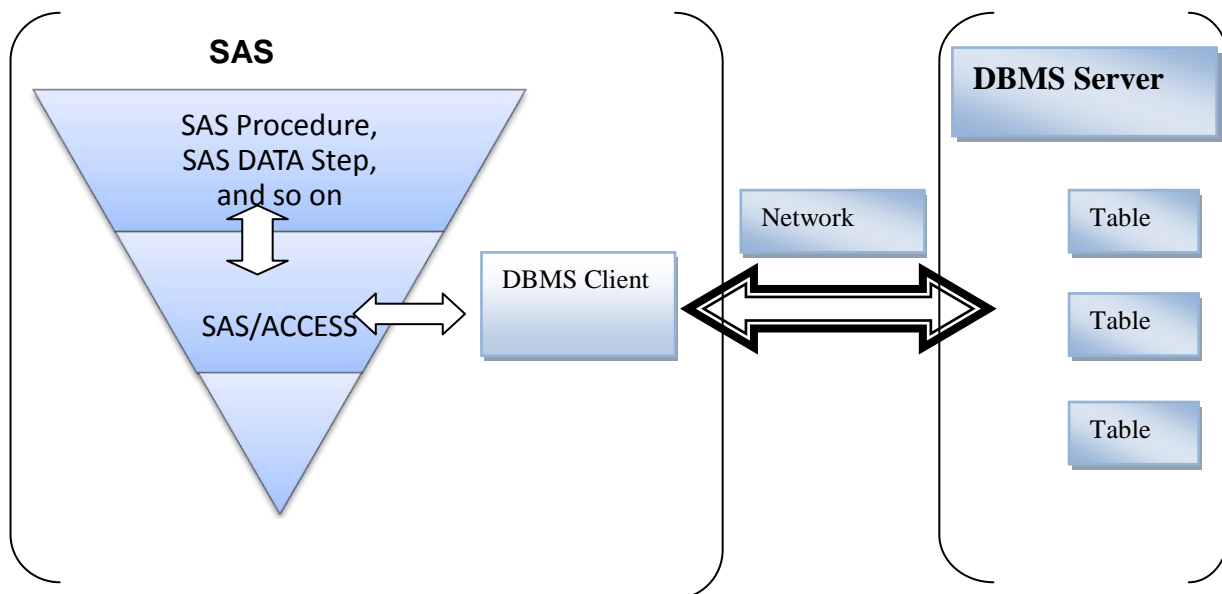 SAS
SAS Procedure,
SAS DATA Step,
and so on
SAS/ACCESS
DBMS Client
Network
DBMS Server
Table
Table
Table